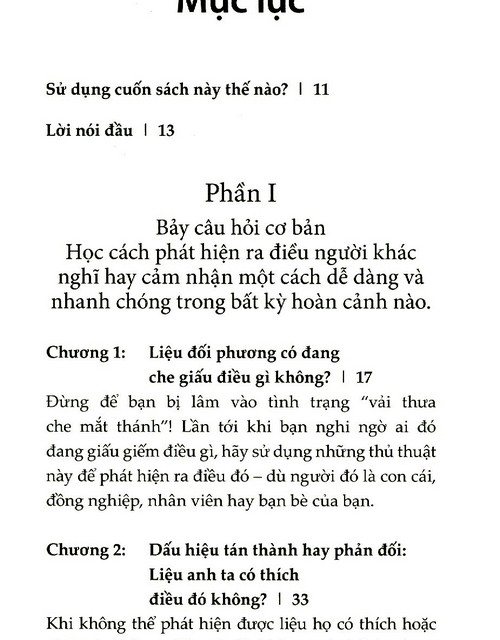 Mục lục
Sử dụng cuốn sách này thế nào? | 11
Lời nói đầu | 13
Phần I
Bảy câu hỏi cơ bản
Học cách phát hiện ra điều người khác
nghĩ hay cảm nhận một cách dễ dàng và
nhanh chóng trong bất kỳ hoàn cảnh nào.
Chương 1: Liệu đối phương có đang
che giấu điều gì không? | 17
Đừng để bạn bị lâm vào tình trạng “vải thưa
che mắt thánh”! Lần tới khi bạn nghi ngờ ai đó
đang giấu giếm điều gì, hãy sử dụng những thủ thuật
này để phát hiện ra điều đó – dù người đó là con cái,
đồng nghiệp, nhân viên hay bạn bè của bạn.
Chương 2: Dấu hiệu tán thành hay phản đối:
Liệu anh ta có thích
điều đó không? | 33
Khi không thể phát hiện được liệu họ có thích hoặc